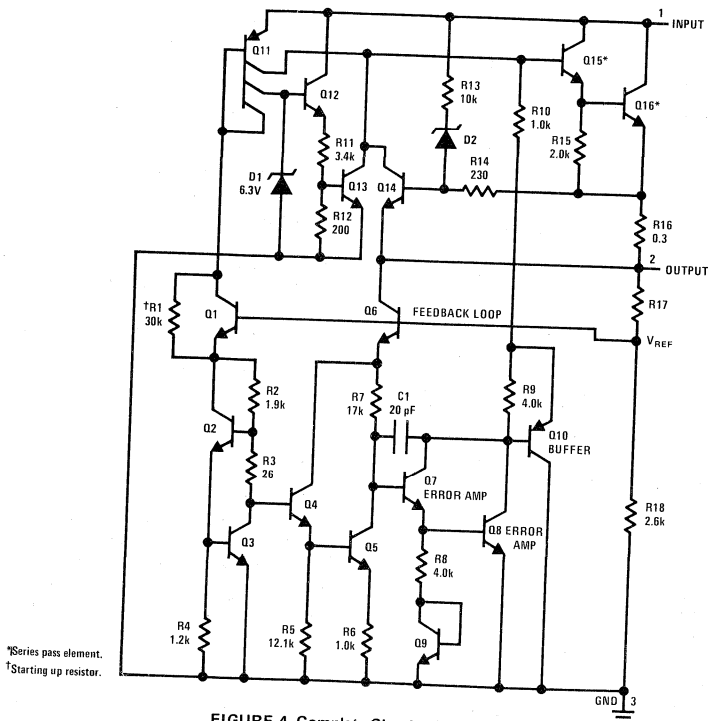 1
INPUT
Q11
Q15*
Q12
R13
10k
R10
1.0k
Q16*
R11
3.4k
D2
R15
2.0k
D1
6.3V
Q13
Q14
R14
230
R12
200
R16
0.3
2
OUTPUT
†R1
30k
Q1
Q6
FEEDBACK LOOP
R17
VREF
R2
1.9k
R7
17k
C1
20 pF
R9
4.0k
Q2
Q10
BUFFER
R3
26
Q7
ERROR AMP
Q4
R18
2.6k
Q3
Q5
Q8 ERROR
AMP
R8
4.0k
R4
1.2k
R5
12.1k
R6
1.0k
Q9
*Series pass element.
†Starting up resistor.
GND
3